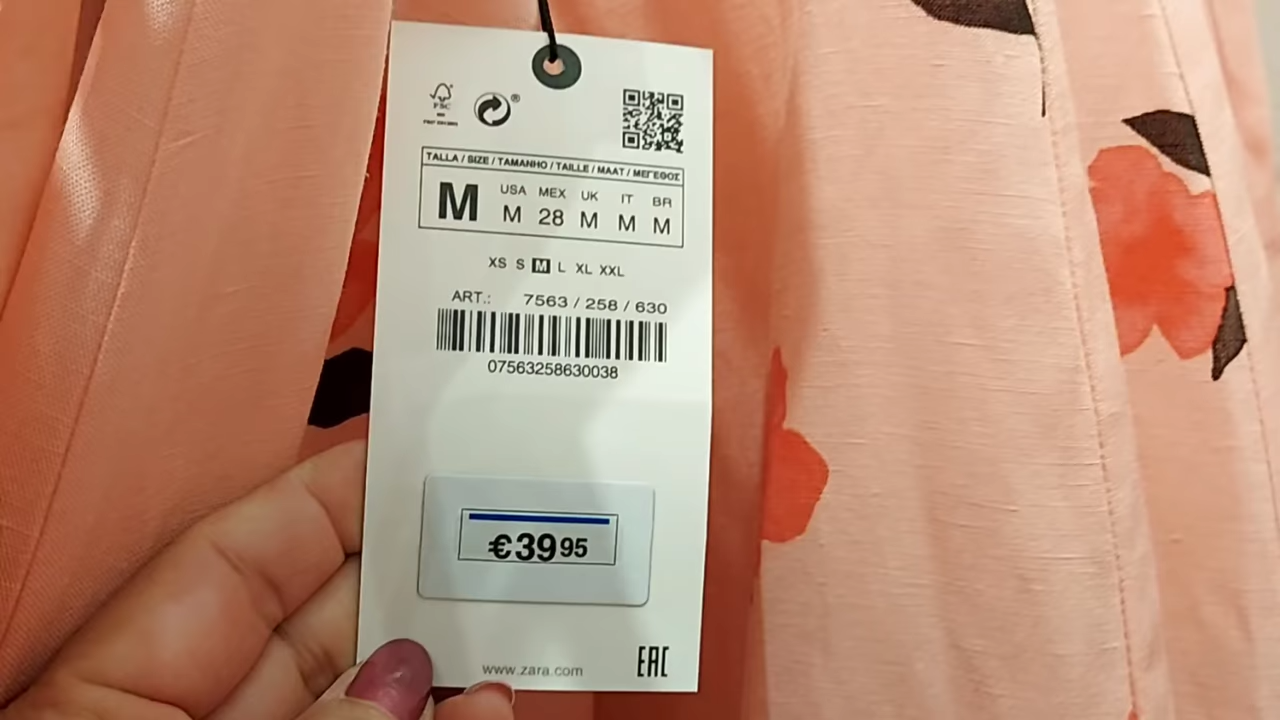 FSC
®
TALLA / SIZE / TAMANHO / TAILLE / MAAT / ΜΕΓΕΘΟΣ
M
USA MEX UK IT BR
M 28 M M M
XS S M L XL XXL
ART.: 7563 / 258 / 630
07563258630038
€39 95
www.zara.com
EAC